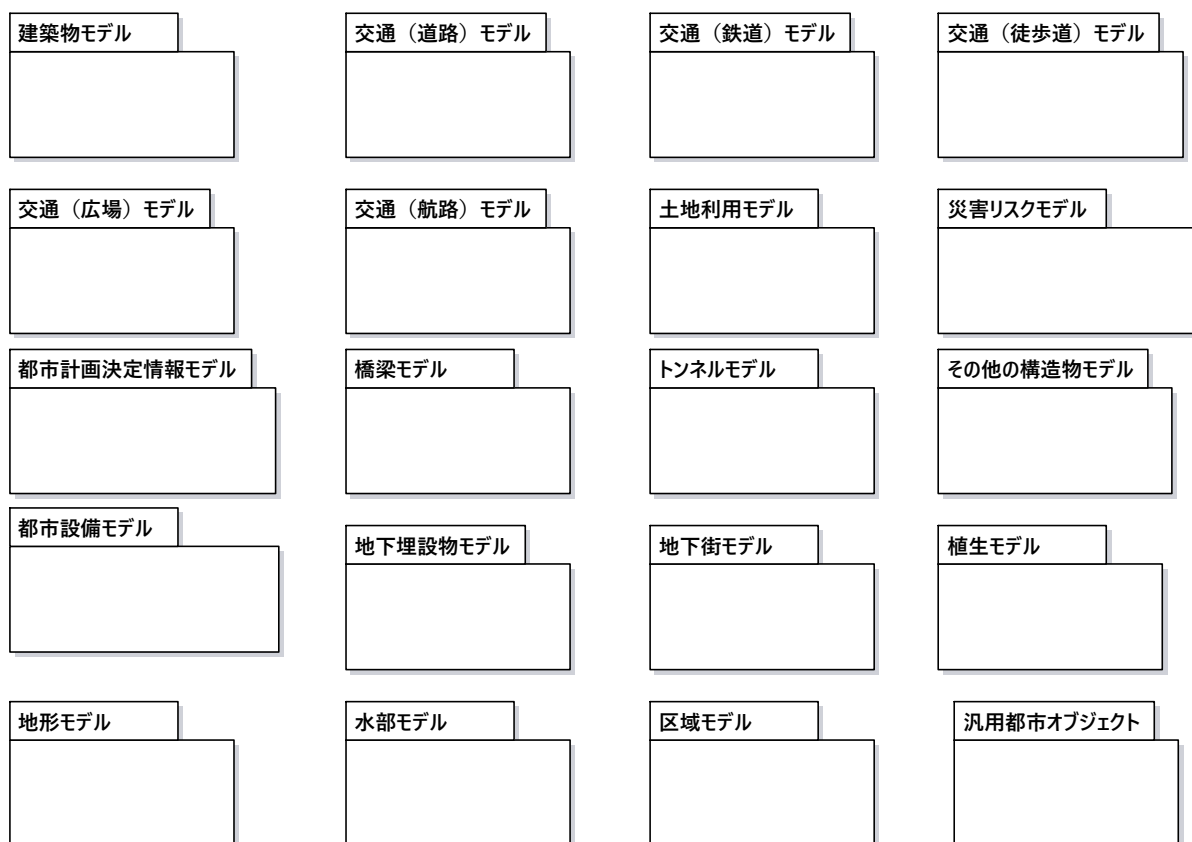 建築物モデル
交通（道路）モデル
交通（鉄道）モデル
交通（徒歩道）モデル
交通（広場）モデル
交通（航路）モデル
土地利用モデル
災害リスクモデル
都市計画決定情報モデル
橋梁モデル
トンネルモデル
その他の構造物モデル
都市設備モデル
地下埋設物モデル
地下街モデル
植生モデル
地形モデル
水部モデル
区域モデル
汎用都市オブジェクト